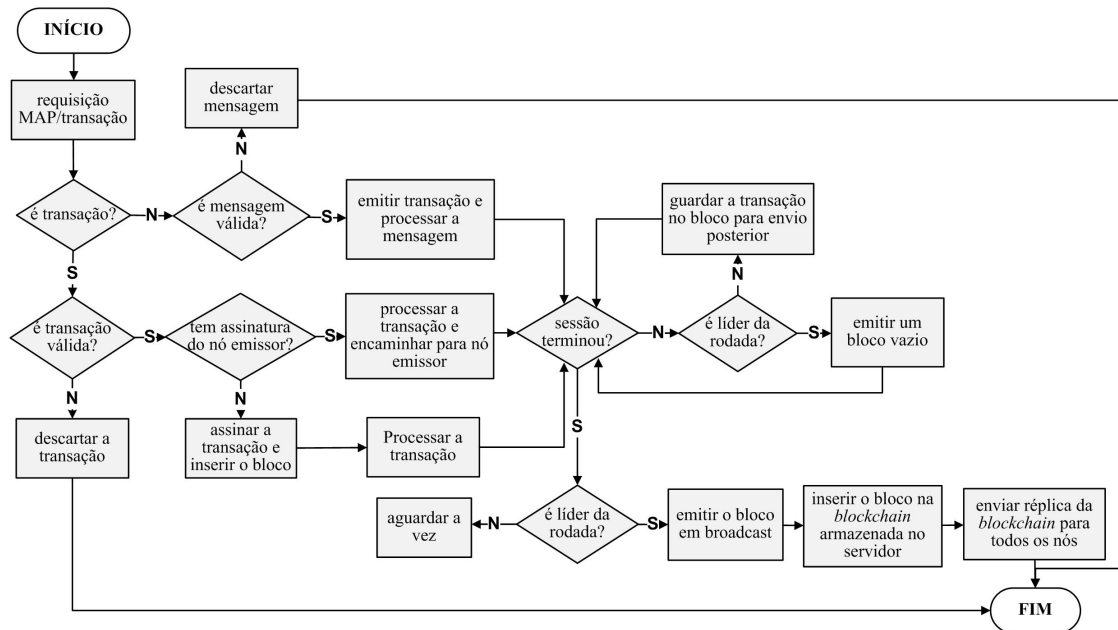 INÍCIO
requisição
MAP/transação
descartar
mensagem
N
é transação?
N
é mensagem
válida?
S
emitir transação e
processar a
mensagem
guardar a transação
no bloco para envio
posterior
N
S
é transação
válida?
S
tem assinatura
do nó emissor?
S
processar a
transação e
encaminhar para nó
emissor
sessão
terminou?
N
é líder da
rodada?
S
emitir um
bloco vazio
N
N
S
descartar a
transação
assinar a
transação e
inserir o bloco
Processar a
transação
aguardar a
vez
N
é líder da
rodada?
S
emitir o bloco
em broadcast
inserir o bloco na
blockchain
armazenada no
servidor
enviar réplica da
blockchain para
todos os nós
FIM